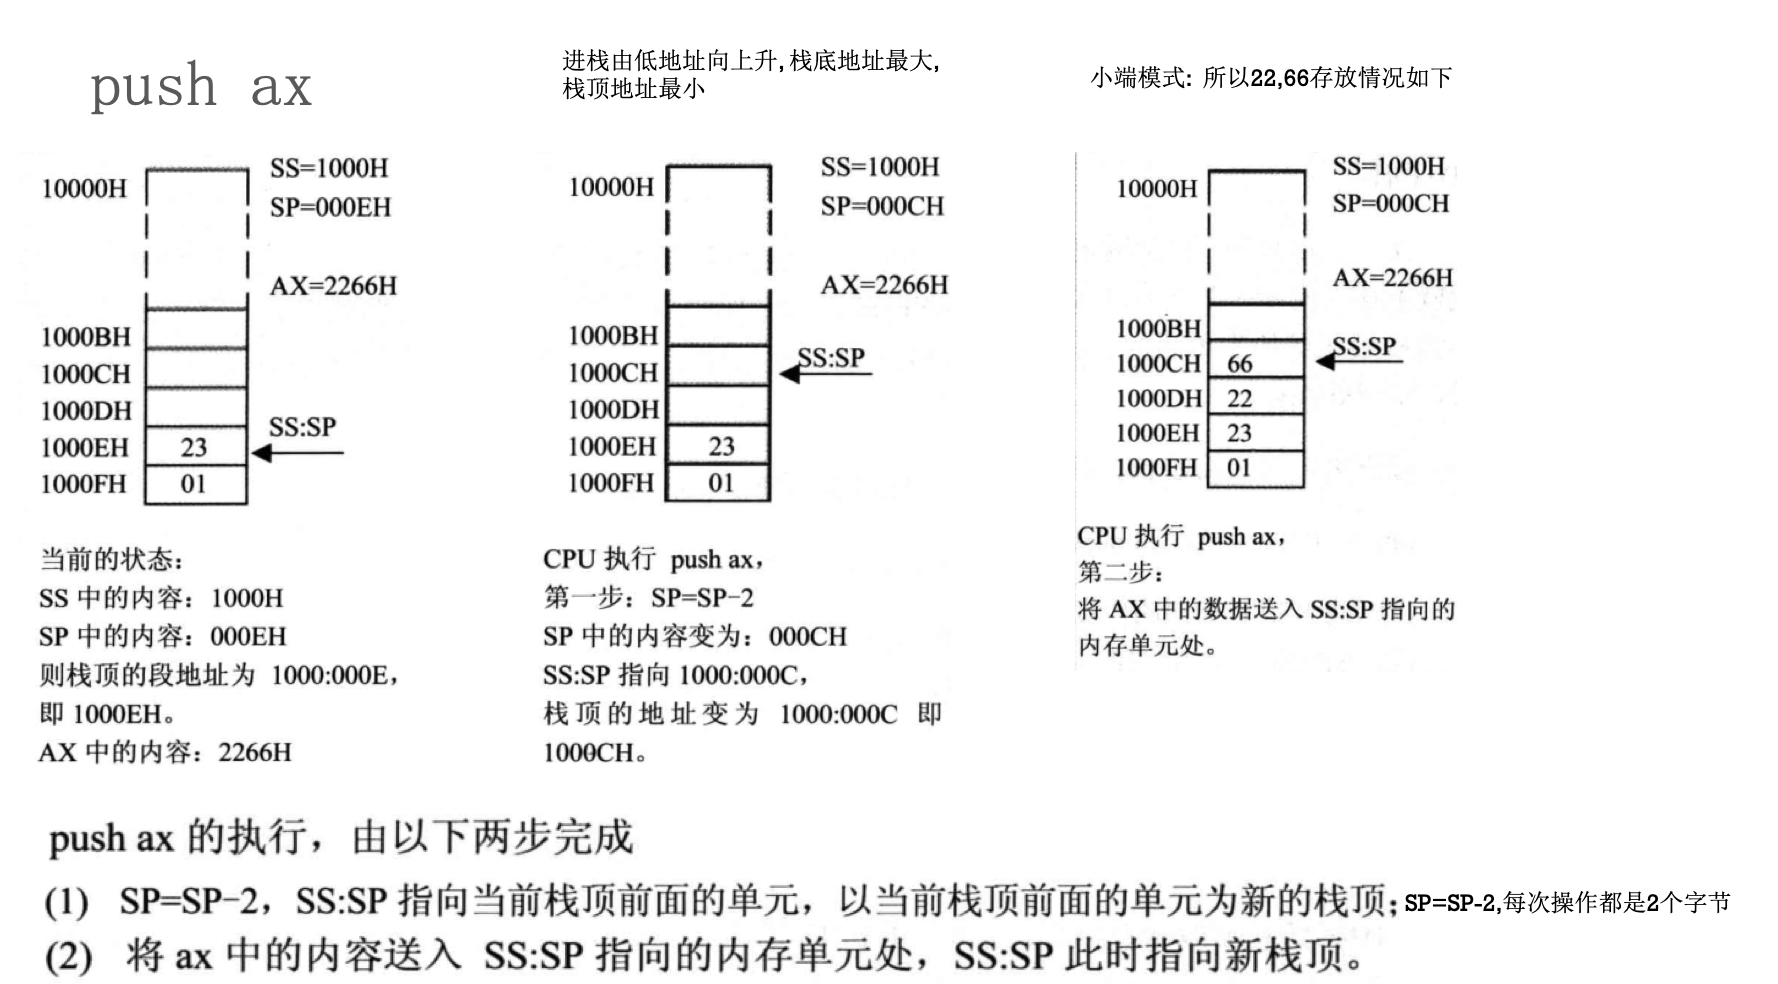 push ax
进栈由低地址向上升,栈底地址最大,
栈顶地址最小
小端模式: 所以22,66存放情况如下
10000H
SS=1000H
SP=000EH
AX=2266H
1000BH
1000CH
1000DH
SS:SP
1000EH 23
1000FH 01
当前的状态：
SS 中的内容：1000H
SP 中的内容：000EH
则栈顶的段地址为 1000:000E，
即 1000EH。
AX 中的内容：2266H
10000H
SS=1000H
SP=000CH
AX=2266H
1000BH
SS:SP
1000CH
1000DH
1000EH 23
1000FH 01
CPU 执行 push ax，
第一步：SP=SP-2
SP 中的内容变为：000CH
SS:SP 指向 1000:000C，
栈顶的地址变为 1000:000C 即
1000CH。
10000H
SS=1000H
SP=000CH
AX=2266H
1000BH
SS:SP
1000CH 66
1000DH 22
1000EH 23
1000FH 01
CPU 执行 push ax，
第二步：
将 AX 中的数据送入 SS:SP 指向的
内存单元处。
push ax 的执行，由以下两步完成
(1) SP=SP-2，SS:SP 指向当前栈顶前面的单元，以当前栈顶前面的单元为新的栈顶；SP=SP-2,每次操作都是2个字节
(2) 将 ax 中的内容送入 SS:SP 指向的内存单元处，SS:SP 此时指向新栈顶。